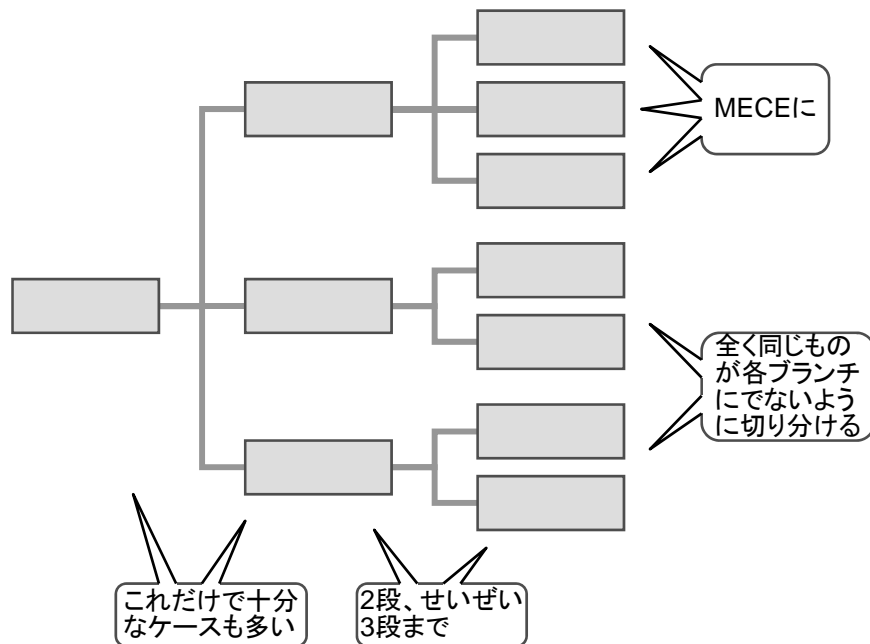 MECEに
全く同じもの
が各ブランチ
にでないよう
に切り分ける
これだけで十分
なケースも多い
2段、せいぜい
3段まで